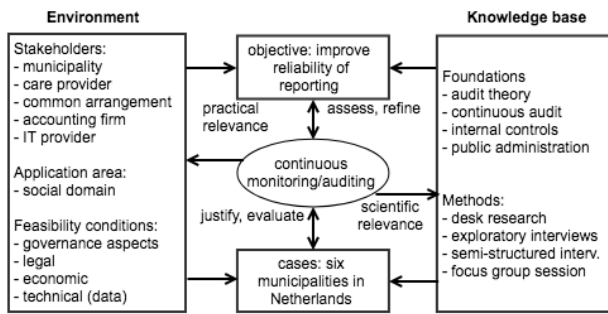 Environment
Stakeholders:
- municipality
- care provider
- common arrangement
- accounting firm
- IT provider
Application area:
- social domain
Feasibility conditions:
- governance aspects
- legal
- economic
- technical (data)
objective: improve
reliability of
reporting
practical
relevance
assess, refine
continuous
monitoring/auditing
justify, evaluate
scientific
relevance
cases: six
municipalities in
Netherlands
Knowledge base
Foundations
- audit theory
- continuous audit
- internal controls
- public administration
Methods:
- desk research
- exploratory interviews
- semi-structured interv.
- focus group session